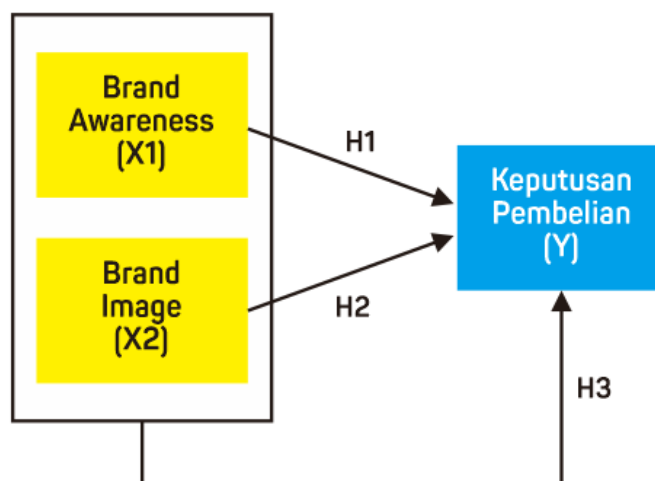 Brand
Awareness
(X1)
H1
Keputusan
Pembelian
(Y)
Brand
Image
(X2)
H2
H3